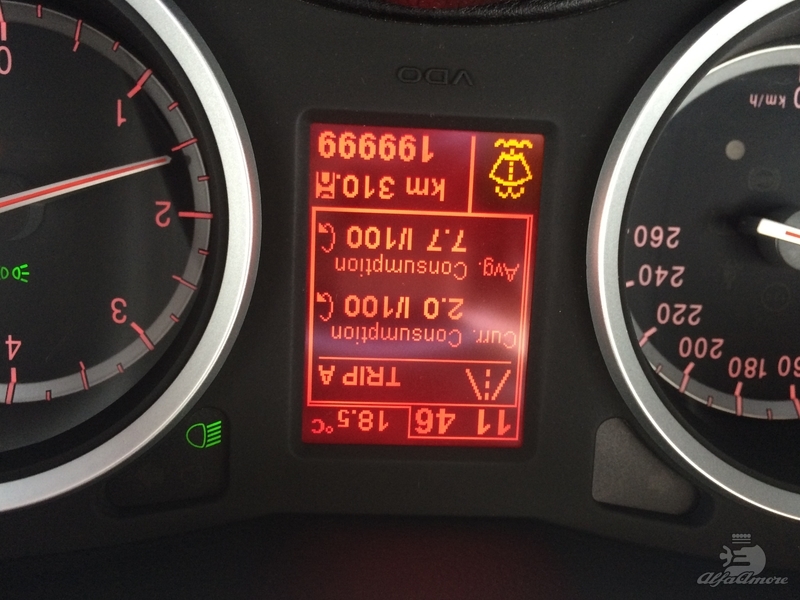 11 46 18.5°C
TRIP A
Curr. Consumption
2.0 l/100
Avg. Consumption
7.7 l/100
km 310.
199999
VDO
180
200
220
240
260
km/h
4
3
2
1
0
AlfaAmore